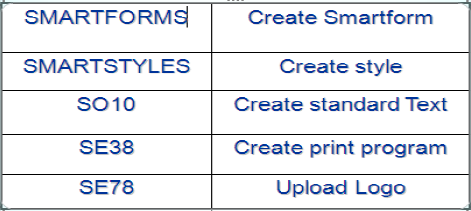 SMARTFORMS Create Smartform
SMARTSTYLES Create style
SO10 Create standard Text
SE38 Create print program
SE78 Upload Logo